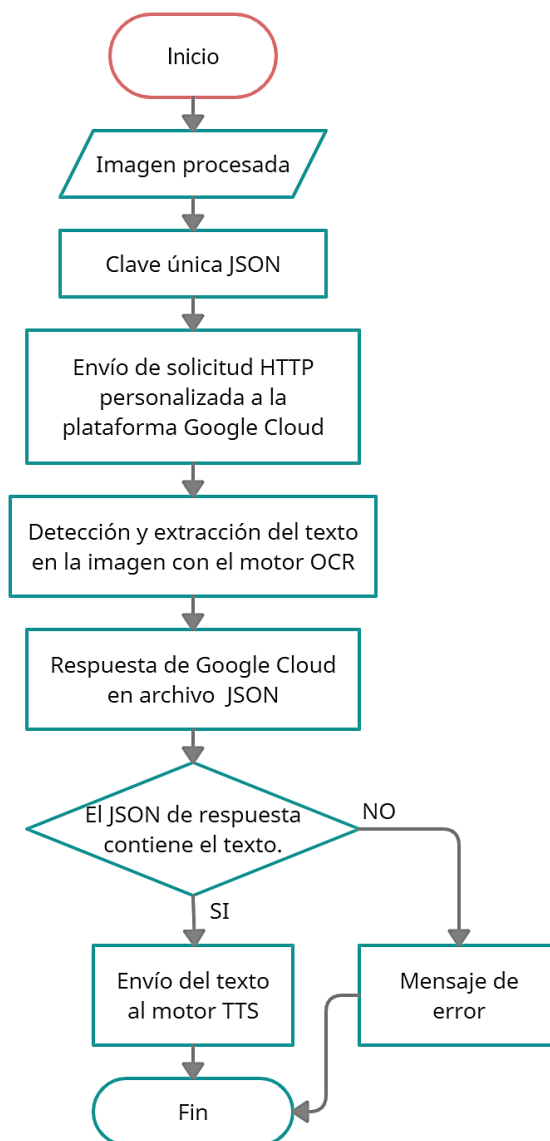 Inicio
Imagen procesada
Clave única JSON
Envío de solicitud HTTP
personalizada a la
plataforma Google Cloud
Detección y extracción del texto
en la imagen con el motor OCR
Respuesta de Google Cloud
en archivo JSON
El JSON de respuesta
contiene el texto.
NO
SI
Envío del texto
al motor TTS
Mensaje de
error
Fin